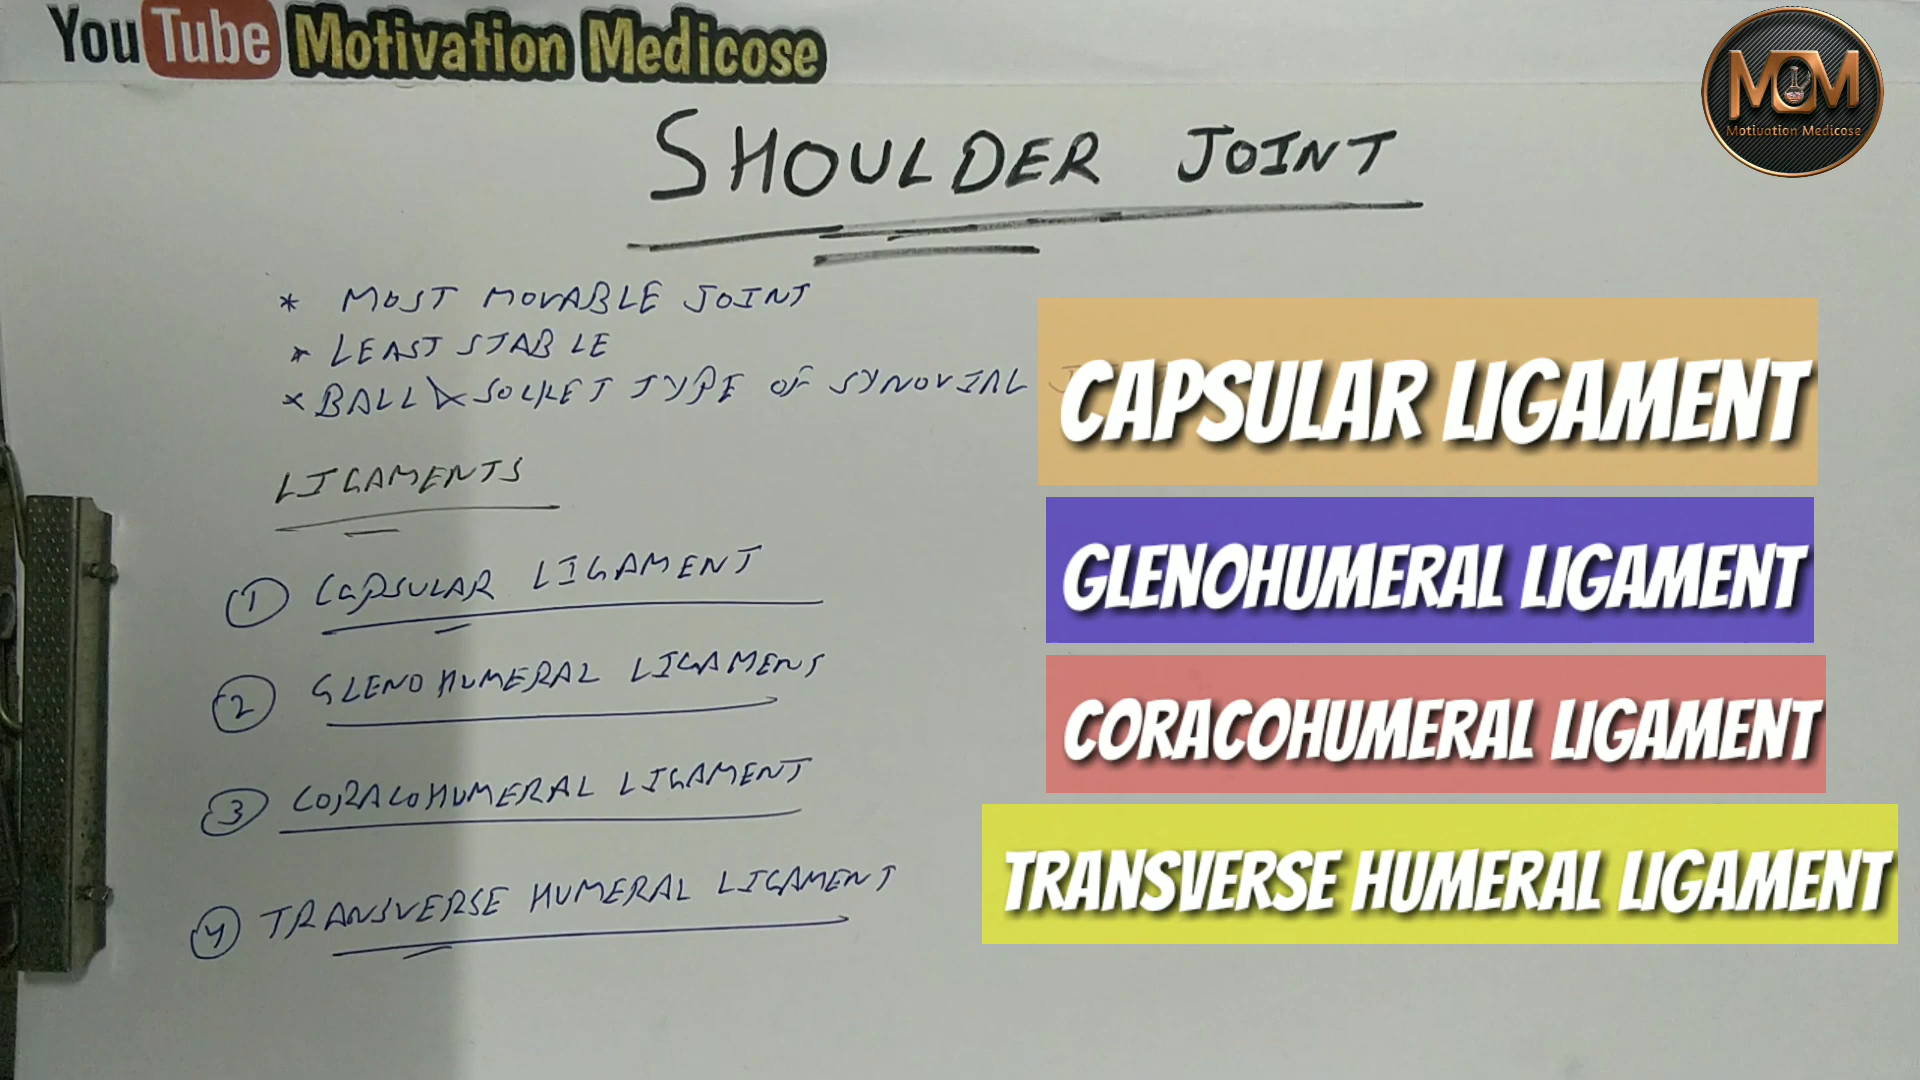 YouTube Motivation Medicose
MOM
Motivation Medicose
SHOULDER JOINT
* MOST MOVABLE JOINT
* LEAST STABLE
* BALL & SOCKET TYPE OF SYNOVIAL
LIGAMENTS
1 CAPSULAR LIGAMENT
2 GLENOHUMERAL LIGAMENT
3 CORACOHUMERAL LIGAMENT
4 TRANSVERSE HUMERAL LIGAMENT
CAPSULAR LIGAMENT
GLENOHUMERAL LIGAMENT
CORACOHUMERAL LIGAMENT
TRANSVERSE HUMERAL LIGAMENT